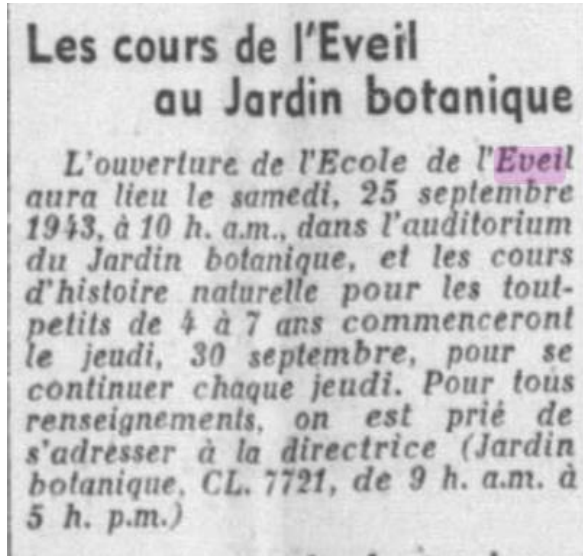 Les cours de l'Eveil
au Jardin botanique
L'ouverture de l'Ecole de l'Eveil
aura lieu le samedi, 25 septembre
1943, à 10 h. a.m., dans l'auditorium
du Jardin botanique, et les cours
d'histoire naturelle pour les tout-
petits de 4 à 7 ans commenceront
le jeudi, 30 septembre, pour se
continuer chaque jeudi. Pour tous
renseignements, on est prié de
s'adresser à la directrice (Jardin
botanique, CL. 7721, de 9 h. a.m. à
5 h. p.m.)